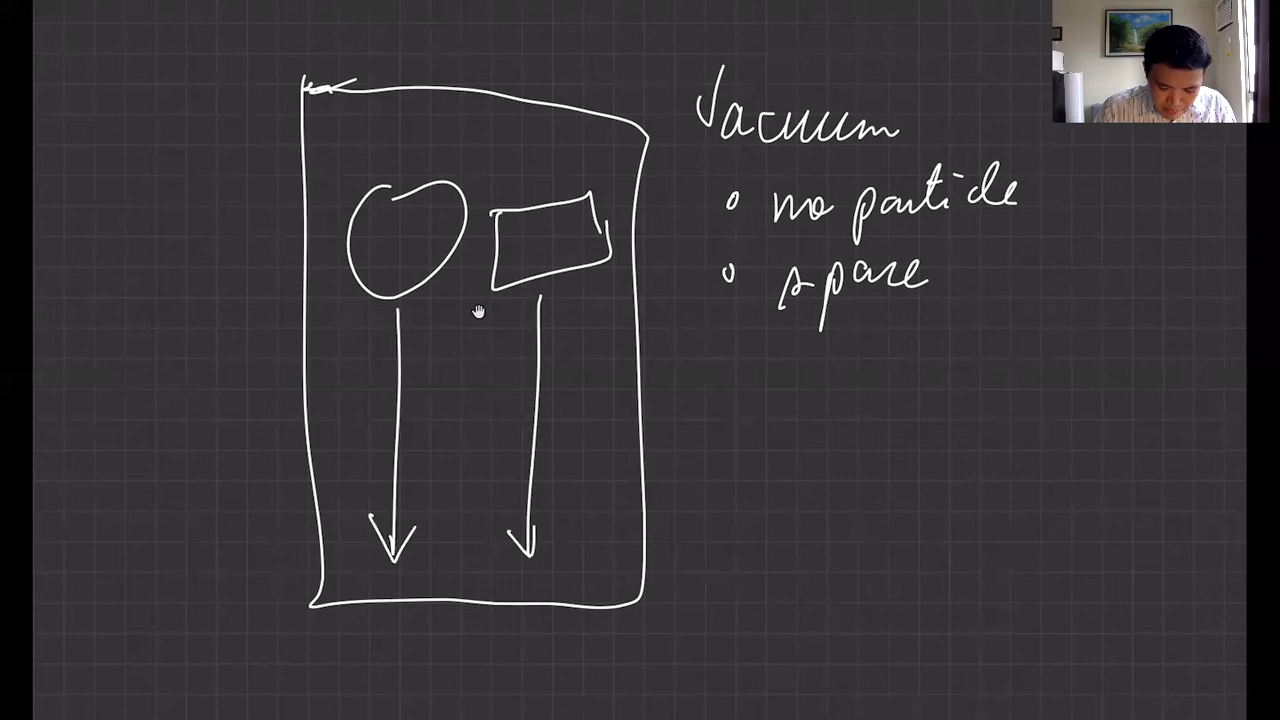 Vacuum
• no particle
• space